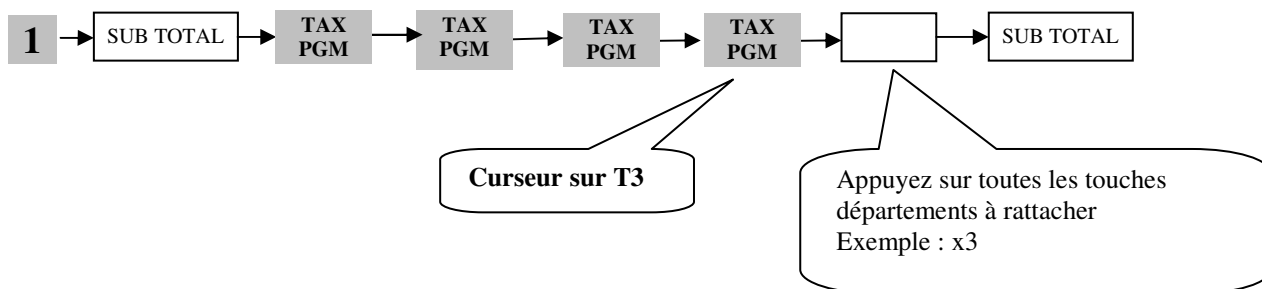 1 SUB TOTAL TAX PGM TAX PGM TAX PGM TAX PGM SUB TOTAL
Curseur sur T3
Appuyez sur toutes les touches
départements à rattacher
Exemple : x3